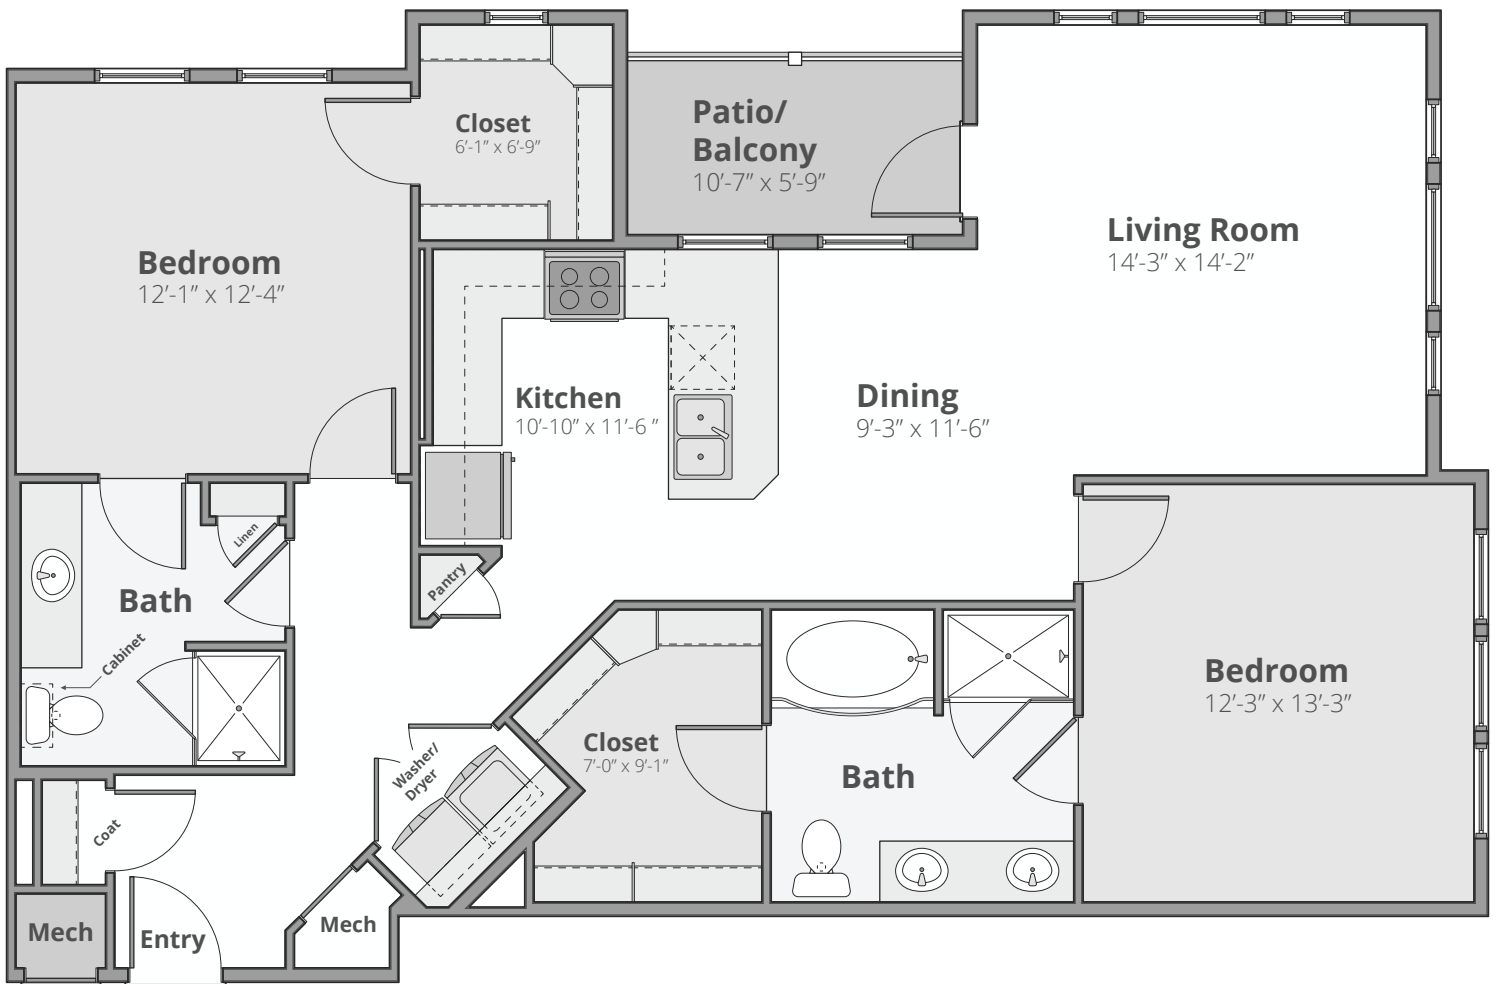 Closet
6’-1” x 6’-9”
Patio/
Balcony
10’-7” x 5’-9”
Living Room
14’-3” x 14’-2”
Bedroom
12’-1” x 12’-4”
Kitchen
10’-10” x 11’-6 ”
Dining
9’-3” x 11’-6”
Linen
Pantry
Bath
Cabinet
Bedroom
12’-3” x 13’-3”
Closet
7’-0” x 9’-1”
Washer/
Dryer
Bath
Coat
Mech
Entry
Mech